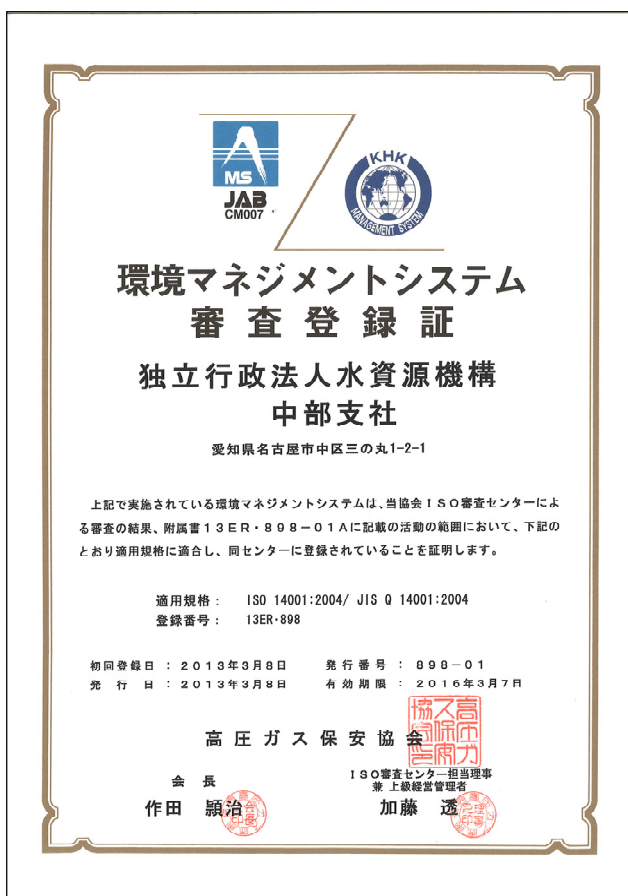 MS
JAB
CM007
KHK
MANAGEMENT SYSTEM
環境マネジメントシステム
審査登録証
独立行政法人水資源機構
中部支社
愛知県名古屋市中区三の丸1-2-1
上記で実施されている環境マネジメントシステムは、当協会ISO審査センターによ
る審査の結果、附属書13ER・898-01Aに記載の活動の範囲において、下記の
とおり適用規格に適合し、同センターに登録されていることを証明します。
適用規格： ISO 14001:2004/ JIS Q 14001:2004
登録番号： 13ER・898
初回登録日：2013年3月8日 発行番号：898-01
発行日：2013年3月8日 有効期限：2016年3月7日
高圧ガス保安協会
会長
作田 頴治
ISO審査センター担当理事
兼 上級経営管理者
加藤 透